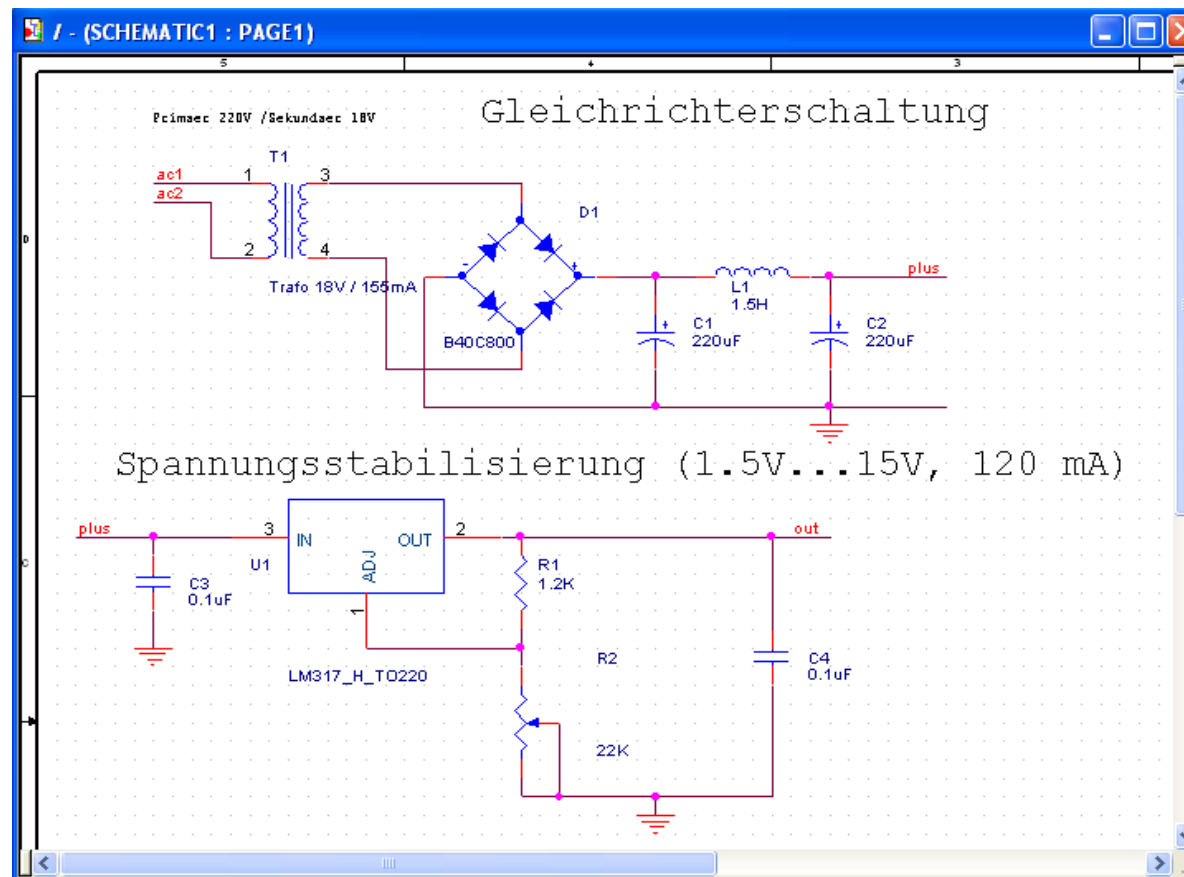 / - (SCHEMATIC1 : PAGE1)
5 4 3
Primaer 220V /Sekundaer 18V
Gleichrichterschaltung
T1
ac1 1 3
ac2
D1
D
2 4
- +
plus
Trafo 18V / 155mA
L1
1.5H
C1
220uF
C2
220uF
+ +
B40C800
Spannungsstabilisierung (1.5V...15V, 120 mA)
plus 3 IN OUT 2 out
U1
ADJ
R1
1.2K
C
C3
0.1uF
1
R2
C4
0.1uF
LM317_H_TO220
22K